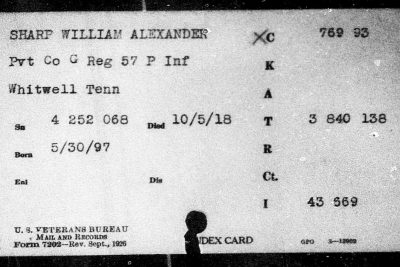 SHARP WILLIAM ALEXANDER XC 769 93
Pvt Co G Reg 57 P Inf K
Whitwell Tenn A
Sn 4 252 068 Died 10/5/18 T 3 840 138
Born 5/30/97 R
Enl Dis Ct.
I 43 569
U. S. VETERANS BUREAU
MAIL AND RECORDS
Form 7202—Rev. Sept., 1926 INDEX CARD GPO